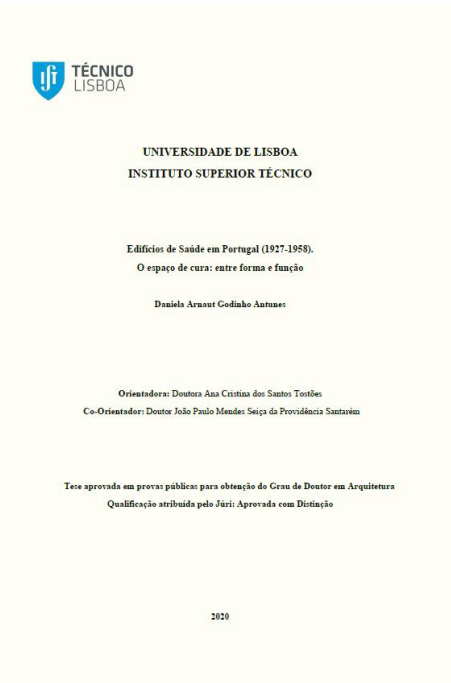 TÉCNICO
LISBOA
UNIVERSIDADE DE LISBOA
INSTITUTO SUPERIOR TÉCNICO
Edifícios de Saúde em Portugal (1927-1958).
O espaço de cura: entre forma e função
Daniela Arnaut Godinho Antunes
Orientadora: Doutora Ana Cristina dos Santos Tostões
Co-Orientador: Doutor João Paulo Mendes Seiça da Providência Santarém
Tese aprovada em provas públicas para obtenção do Grau de Doutor em Arquitetura
Qualificação atribuída pelo Júri: Aprovada com Distinção
2020